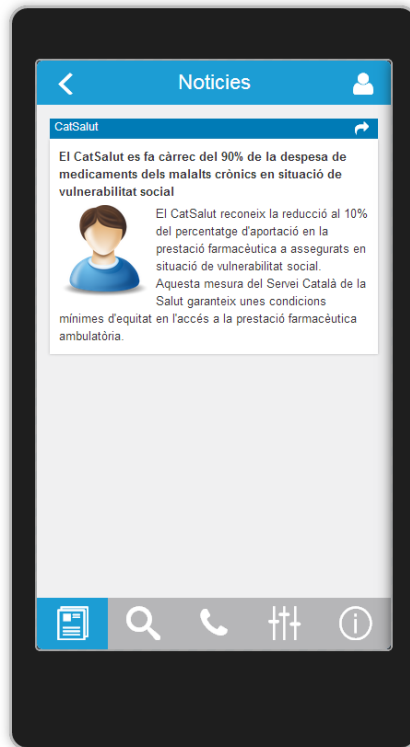 Noticies
CatSalut
El CatSalut es fa càrrec del 90% de la despesa de
medicaments dels malalts crònics en situació de
vulnerabilitat social
El CatSalut reconeix la reducció al 10%
del percentatge d'aportació en la
prestació farmacèutica a assegurats en
situació de vulnerabilitat social.
Aquesta mesura del Servei Català de la
Salut garanteix unes condicions
mínimes d'equitat en l'accés a la prestació farmacèutica
ambulatòria.